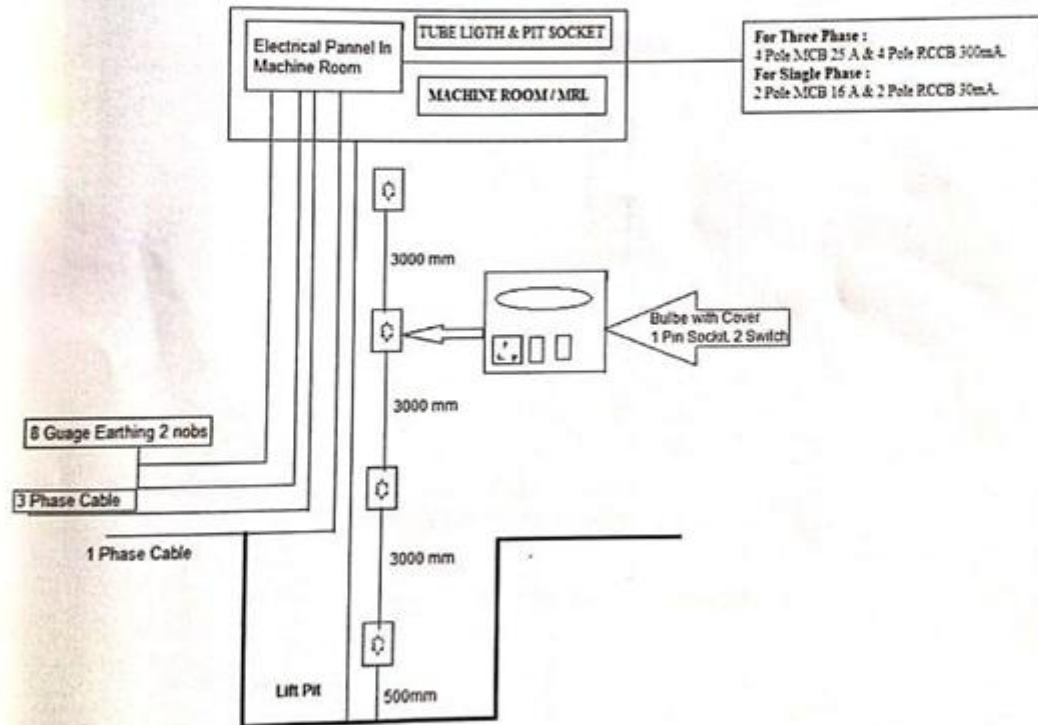 Electrical Pannel In
Machine Room
TUBE LIGTH & PIT SOCKET
MACHINE ROOM / MRL
For Three Phase :
4 Pole MCB 25 A & 4 Pole RCCB 300mA.
For Single Phase :
2 Pole MCB 16 A & 2 Pole RCCB 30mA.
3000 mm
Bulbe with Cover
1 Pin Sockit, 2 Switch
3000 mm
8 Guage Earthing 2 nobs
3 Phase Cable
1 Phase Cable
3000 mm
Lift Pit
500mm